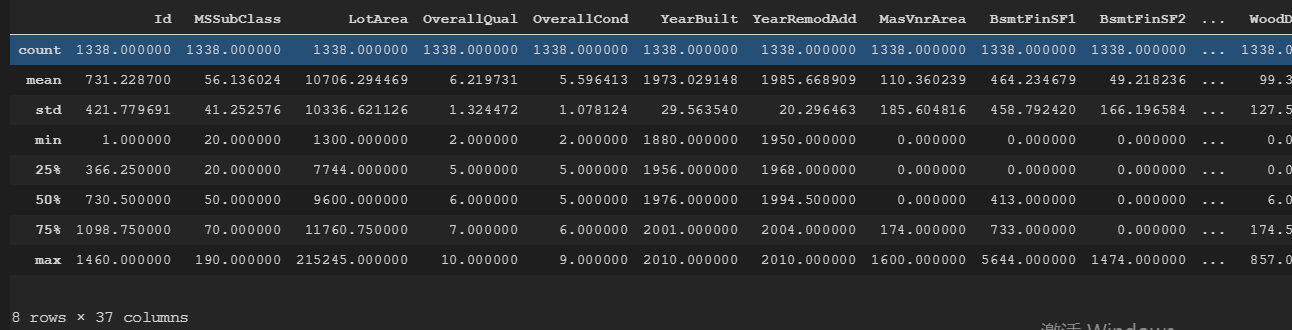 Id MSSubClass LotArea OverallQual OverallCond YearBuilt YearRemodAdd MasVnrArea BsmtFinSF1 BsmtFinSF2 ... WoodD
count 1338.000000 1338.000000 1338.000000 1338.000000 1338.000000 1338.000000 1338.000000 1338.000000 1338.000000 1338.000000 ... 1338.0
mean 731.228700 56.136024 10706.294469 6.219731 5.596413 1973.029148 1985.668909 110.360239 464.234679 49.218236 ... 99.3
std 421.779691 41.252576 10336.621126 1.324472 1.078124 29.563540 20.296463 185.604816 458.792420 166.196584 ... 127.5
min 1.000000 20.000000 1300.000000 2.000000 2.000000 1880.000000 1950.000000 0.000000 0.000000 0.000000 ... 0.0
25% 366.250000 20.000000 7744.000000 5.000000 5.000000 1956.000000 1968.000000 0.000000 0.000000 0.000000 ... 0.0
50% 730.500000 50.000000 9600.000000 6.000000 5.000000 1976.000000 1994.500000 0.000000 413.000000 0.000000 ... 6.0
75% 1098.750000 70.000000 11760.750000 7.000000 6.000000 2001.000000 2004.000000 174.000000 733.000000 0.000000 ... 174.5
max 1460.000000 190.000000 215245.000000 10.000000 9.000000 2010.000000 2010.000000 1600.000000 5644.000000 1474.000000 ... 857.0
8 rows × 37 columns
激活 Windows